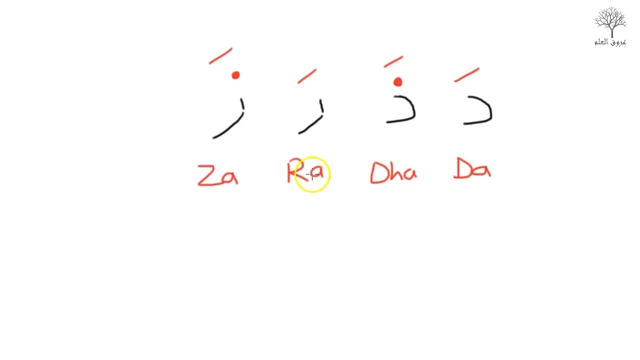 عروق العلم
دَ ذَ رَ زَ
Za Ra Dha Da